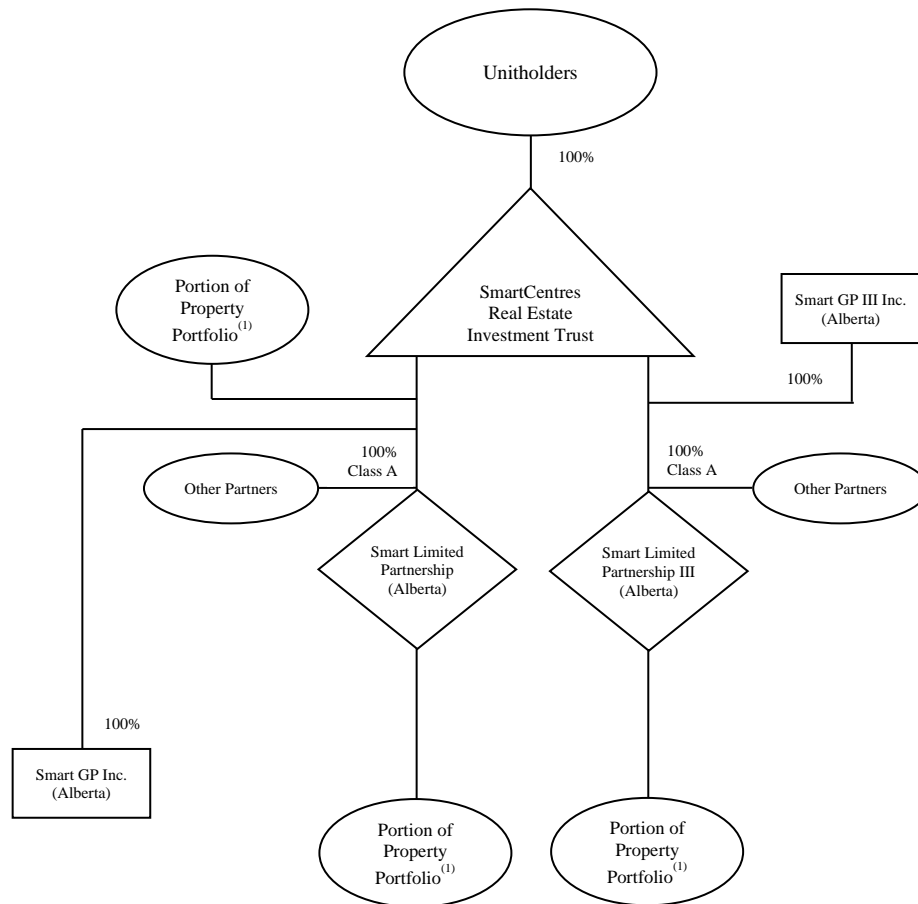 Unitholders
100%
SmartCentres
Real Estate
Investment Trust
Portion of
Property
Portfolio(1)
Smart GP III Inc.
(Alberta)
100%
100%
Class A
Other Partners
100%
Class A
Other Partners
Smart Limited
Partnership
(Alberta)
Smart Limited
Partnership III
(Alberta)
100%
Smart GP Inc.
(Alberta)
Portion of
Property
Portfolio(1)
Portion of
Property
Portfolio(1)